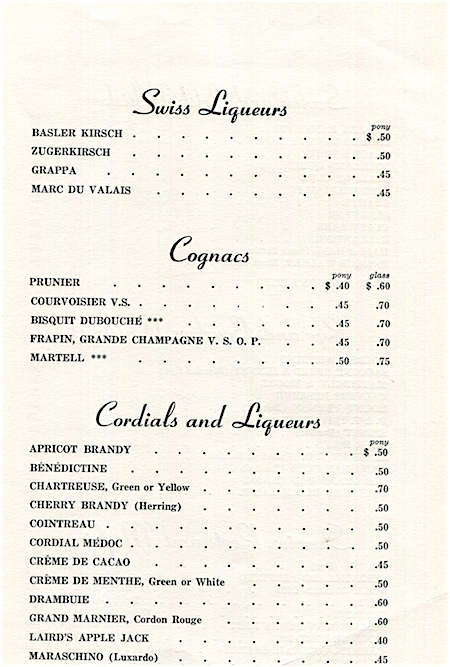 Swiss Liqueurs
pony
BASLER KIRSCH . . . . . . . . . . . $ .50
ZUGERKIRSCH . . . . . . . . . . . .50
GRAPPA . . . . . . . . . . . . .45
MARC DU VALAIS . . . . . . . . . . .45
Cognacs
pony glass
PRUNIER . . . . . . . . . . $ .40 $ .60
COURVOISIER V.S. . . . . . . . . . .45 .70
BISQUIT DUBOUCHÉ *** . . . . . . . . .45 .70
FRAPIN, GRANDE CHAMPAGNE V. S. O. P. . . .45 .70
MARTELL *** . . . . . . . . .50 .75
Cordials and Liqueurs
pony
APRICOT BRANDY . . . . . . . . . . $ .50
BÉNÉDICTINE . . . . . . . . . . . .50
CHARTREUSE, Green or Yellow . . . . . . . .70
CHERRY BRANDY (Herring) . . . . . . . .50
COINTREAU . . . . . . . . . . . . .50
CORDIAL MÉDOC . . . . . . . . . . . .50
CRÊME DE CACAO . . . . . . . . . . .45
CRÊME DE MENTHE, Green or White . . . . . .50
DRAMBUIE . . . . . . . . . . . . .60
GRAND MARNIER, Cordon Rouge . . . . . . .60
LAIRD'S APPLE JACK . . . . . . . . . .40
MARASCHINO (Luxardo) . . . . . . . . .45